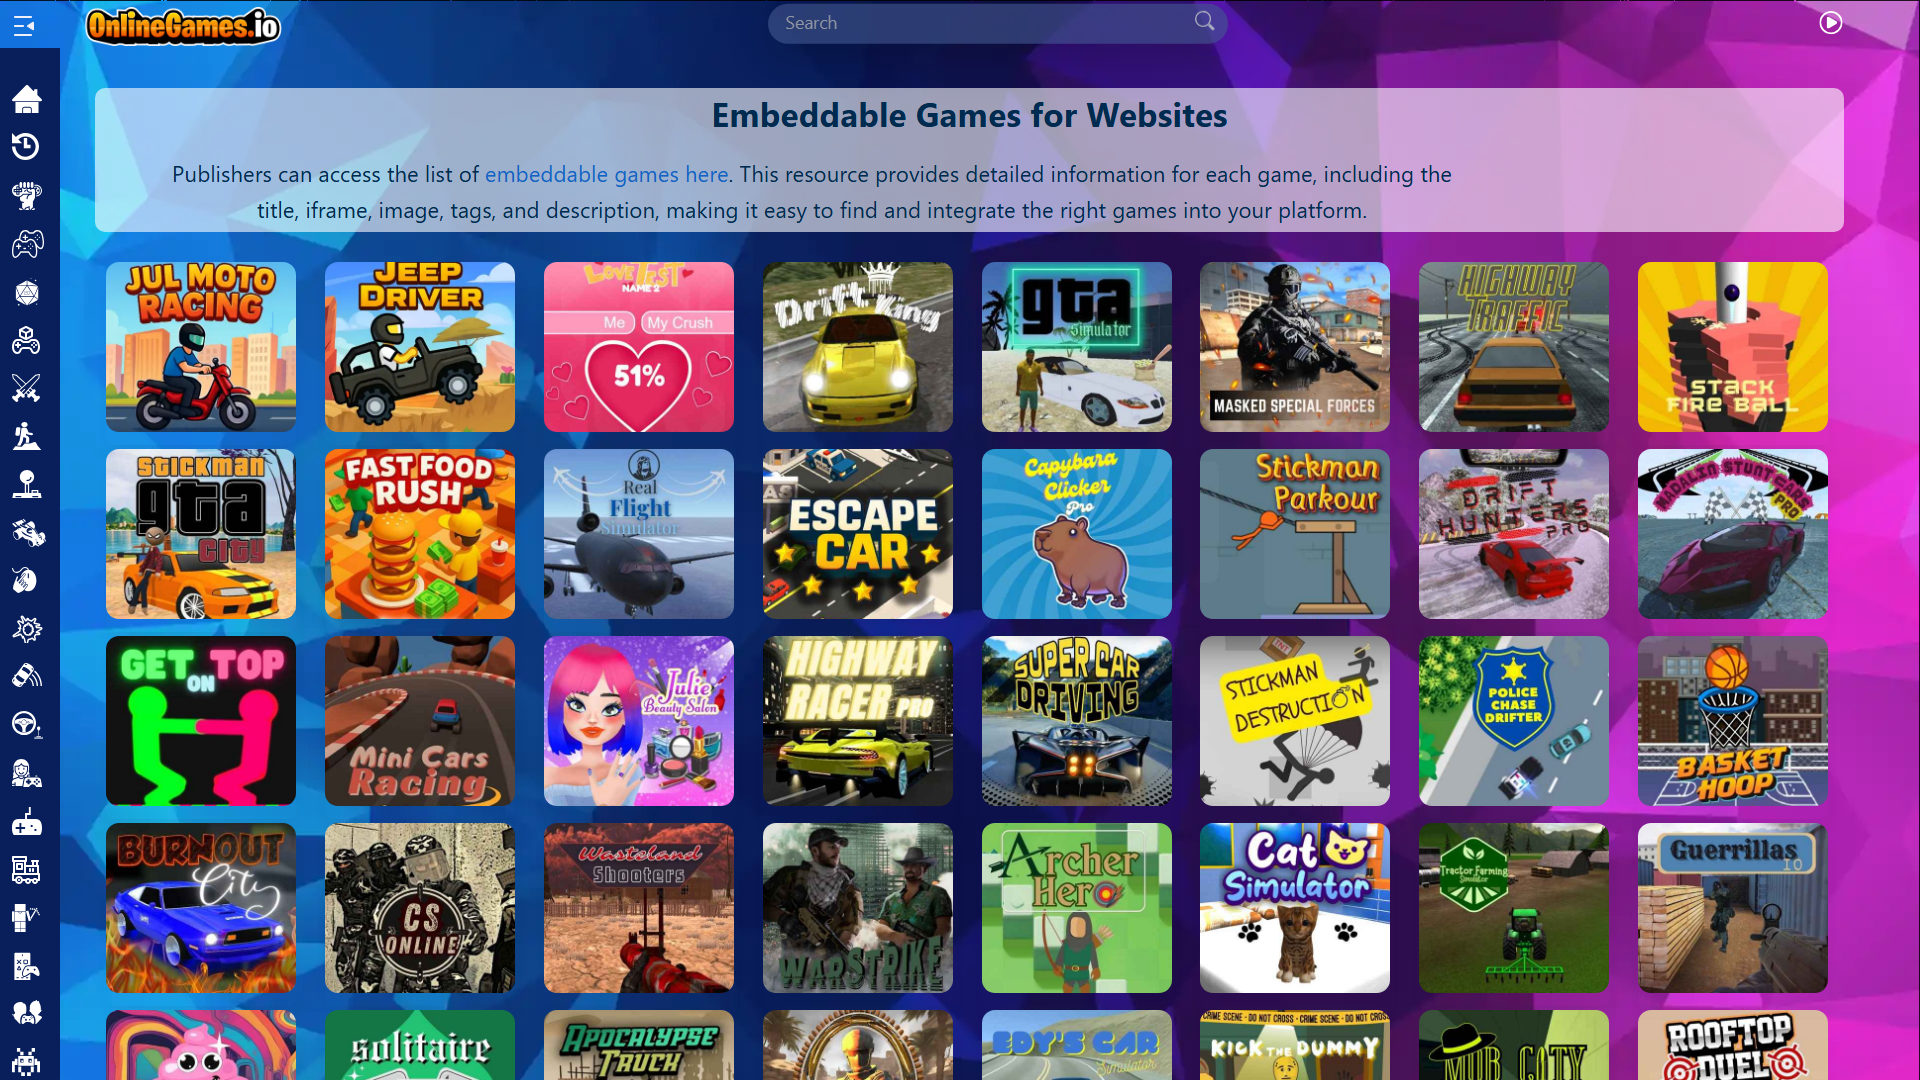 OnlineGames.io
Search
Embeddable Games for Websites
Publishers can access the list of embeddable games here. This resource provides detailed information for each game, including the
title, iframe, image, tags, and description, making it easy to find and integrate the right games into your platform.
JUL MOTO
RACING
JEEP
DRIVER
LOVE TEST
NAME 2
Me
My Crush
51%
Drift King
gta
simulator
MASKED SPECIAL FORCES
HIGHWAY
TRAFFIC
STACK
FIRE BALL
STICKMAN
gta
CITY
FAST FOOD
RUSH
Real
Flight
Simulator
ESCAPE
CAR
Capybara
Clicker
Pro
Stickman
Parkour
DRIFT
HUNTERS
PRO
MADALIN STUNT CARS
PRO
GET
ON
TOP
Mini Cars
Racing
Julie
Beauty Salon
HIGHWAY
RACER PRO
SUPER CAR
DRIVING
TNT
STICKMAN
DESTRUCTION
POLICE
CHASE
DRIFTER
BASKET
HOOP
BURNOUT
City
CS
ONLINE
Wasteland
Shooters
WARSTRIKE
Archer
Hero
Cat
Simulator
Tractor Farming
Simulator
Guerrillas
IO
solitaire
APOCALYPSE
TRUCK
EDY'S CAR
Simulator
CRIME SCENE - DO NOT CROSS - CRIME SCENE - DO NOT CROSS
KICK THE DUMMY
MOB CITY
ROOFTOP
DUEL